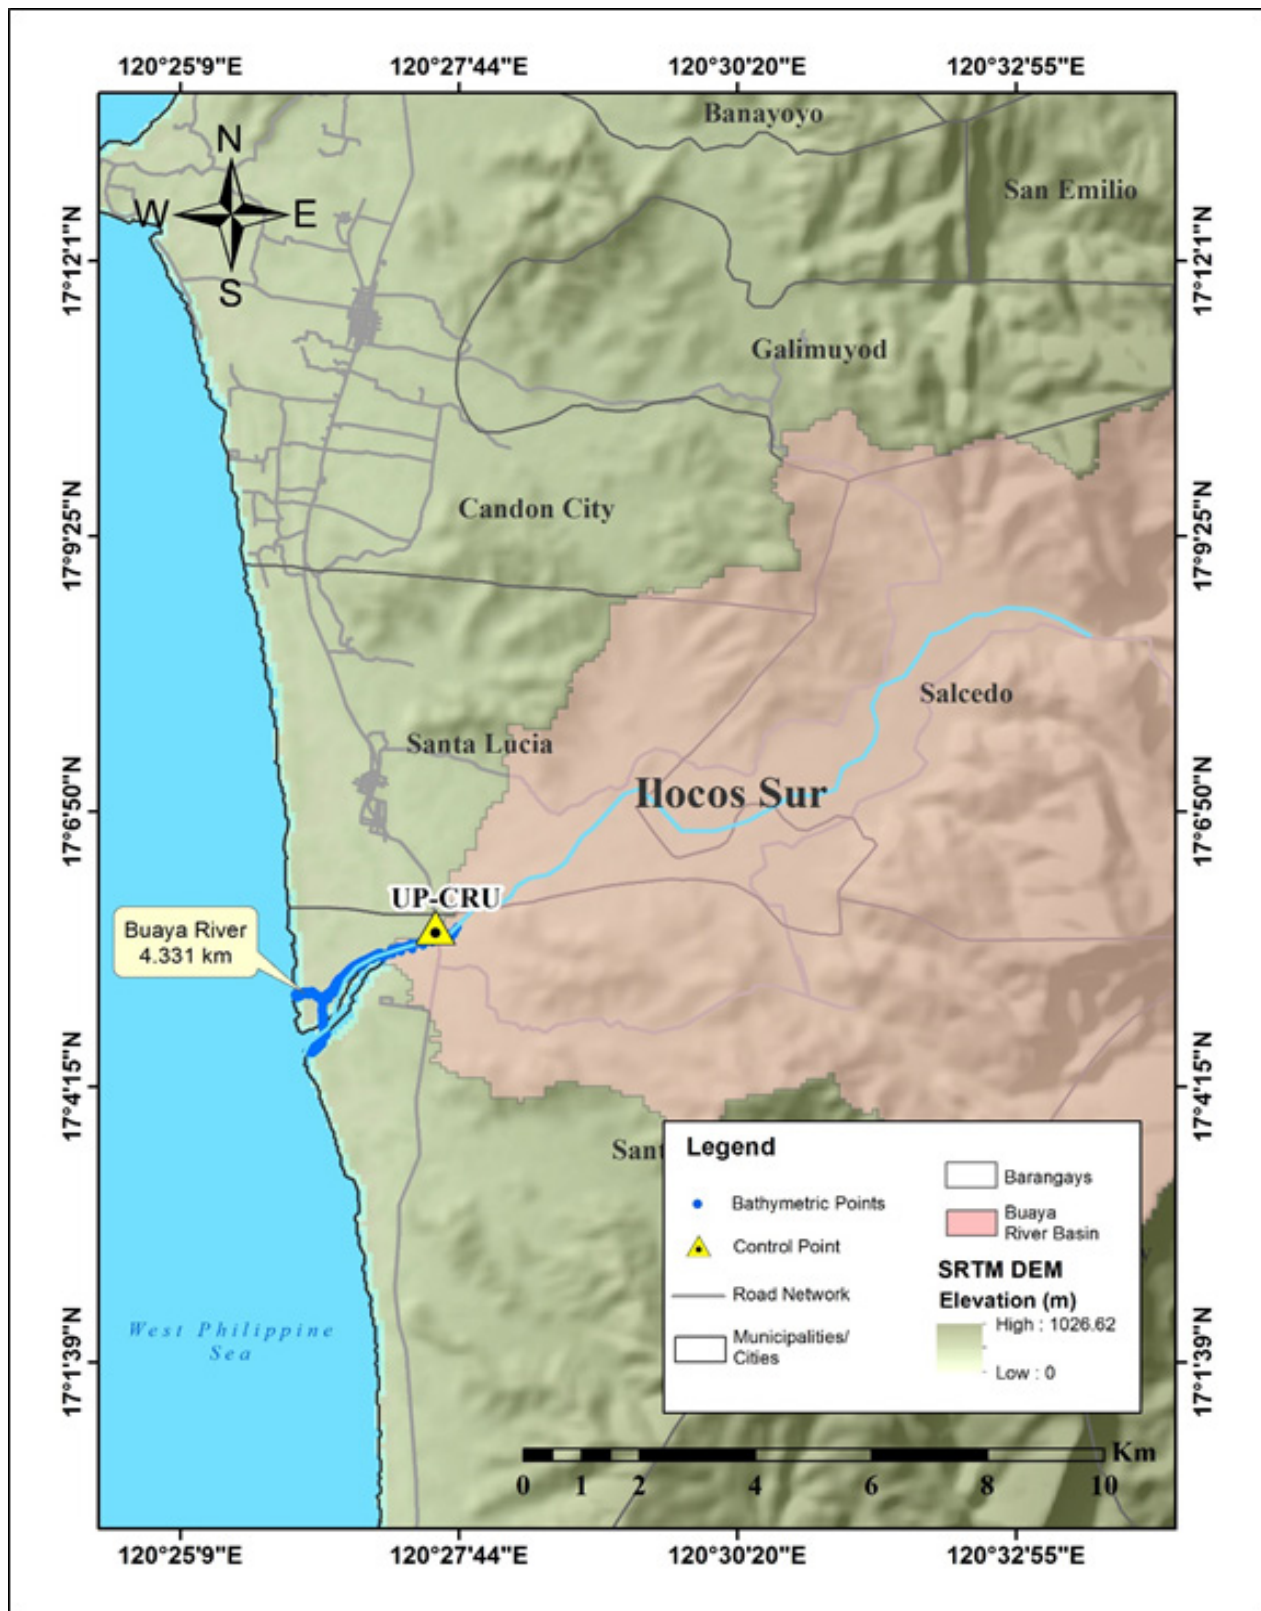 120°25'9"E 120°27'44"E 120°30'20"E 120°32'55"E
Banayoyo
N
San Emilio
W E
S
17°12'1"N 17°12'1"N
Galimuyod
17°9'25"N 17°9'25"N
Candon City
Salcedo
Santa Lucia
Ilocos Sur
17°6'50"N 17°6'50"N
UP-CRU
Buaya River
4.331 km
17°4'15"N 17°4'15"N
Sant
Legend
Bathymetric Points
Control Point
Road Network
Municipalities/
Cities
Barangays
Buaya
River Basin
SRTM DEM
Elevation (m)
High : 1026.62
Low : 0
West Philippine
Sea
17°1'39"N 17°1'39"N
Km
0 1 2 4 6 8 10
120°25'9"E 120°27'44"E 120°30'20"E 120°32'55"E